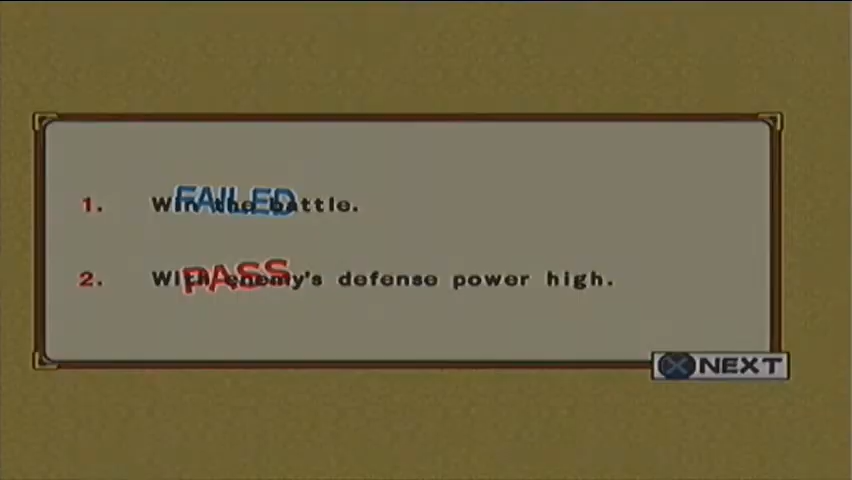 1. Win the battle.
FAILED
2. With enemy's defense power high.
PASS
NEXT